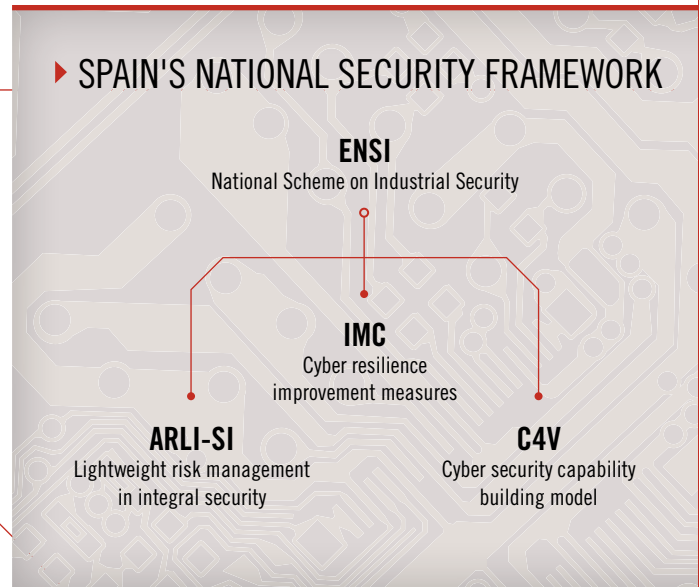 SPAIN'S NATIONAL SECURITY FRAMEWORK
ENSI
National Scheme on Industrial Security
IMC
Cyber resilience
improvement measures
ARLI-SI
Lightweight risk management
in integral security
C4V
Cyber security capability
building model